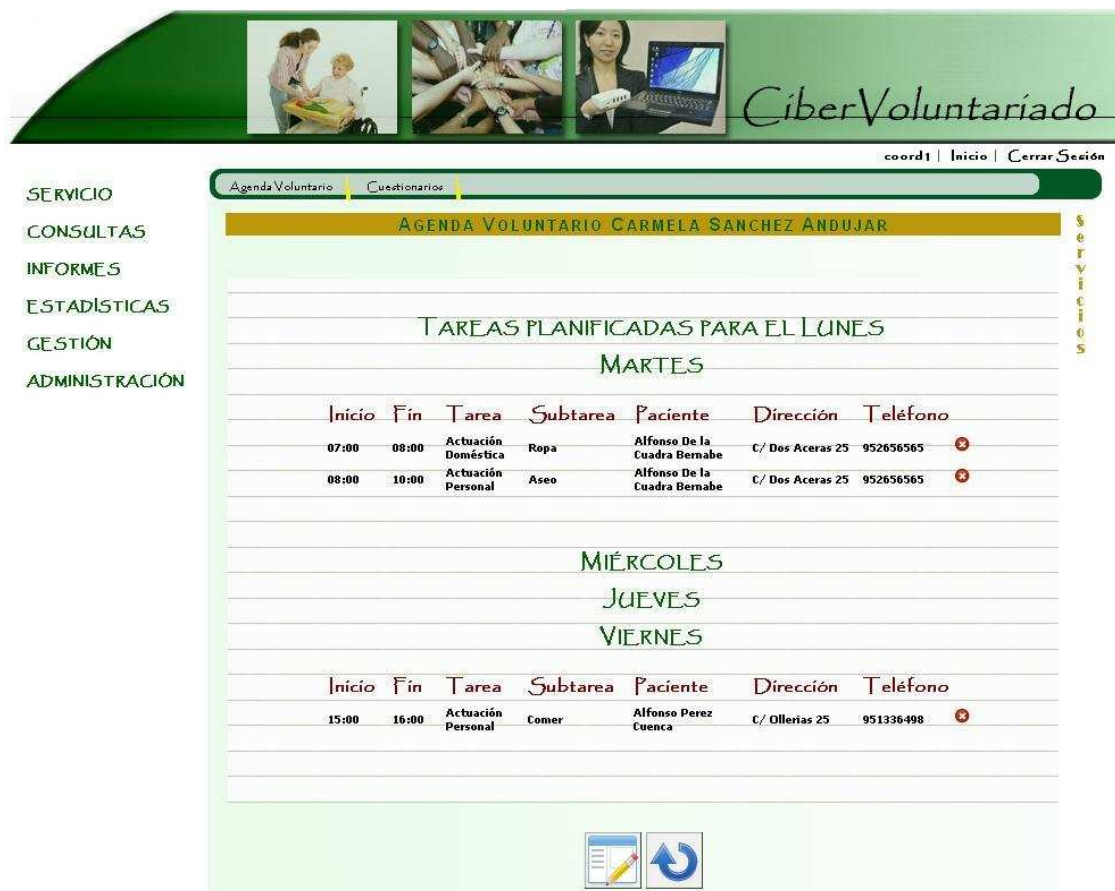 CiberVoluntariado
coord1 | Inicio | Cerrar Sesión
SERVICIO
CONSULTAS
INFORMES
ESTADÍSTICAS
GESTIÓN
ADMINISTRACIÓN
Agenda Voluntario Cuestionarios
AGENDA VOLUNTARIO CARMELA SANCHEZ ANDUJAR
Servicios
TAREAS PLANIFICADAS PARA EL LUNES
MARTES
Inicio Fin Tarea Subtarea Paciente Dirección Teléfono
07:00 08:00 Actuación Doméstica Ropa Alfonso De la Cuadra Bernabe C/ Dos Aceras 25 952656565
08:00 10:00 Actuación Personal Aseo Alfonso De la Cuadra Bernabe C/ Dos Aceras 25 952656565
MIÉRCOLES
JUEVES
VIERNES
Inicio Fin Tarea Subtarea Paciente Dirección Teléfono
15:00 16:00 Actuación Personal Comer Alfonso Perez Cuenca C/ Ollerias 25 951336498